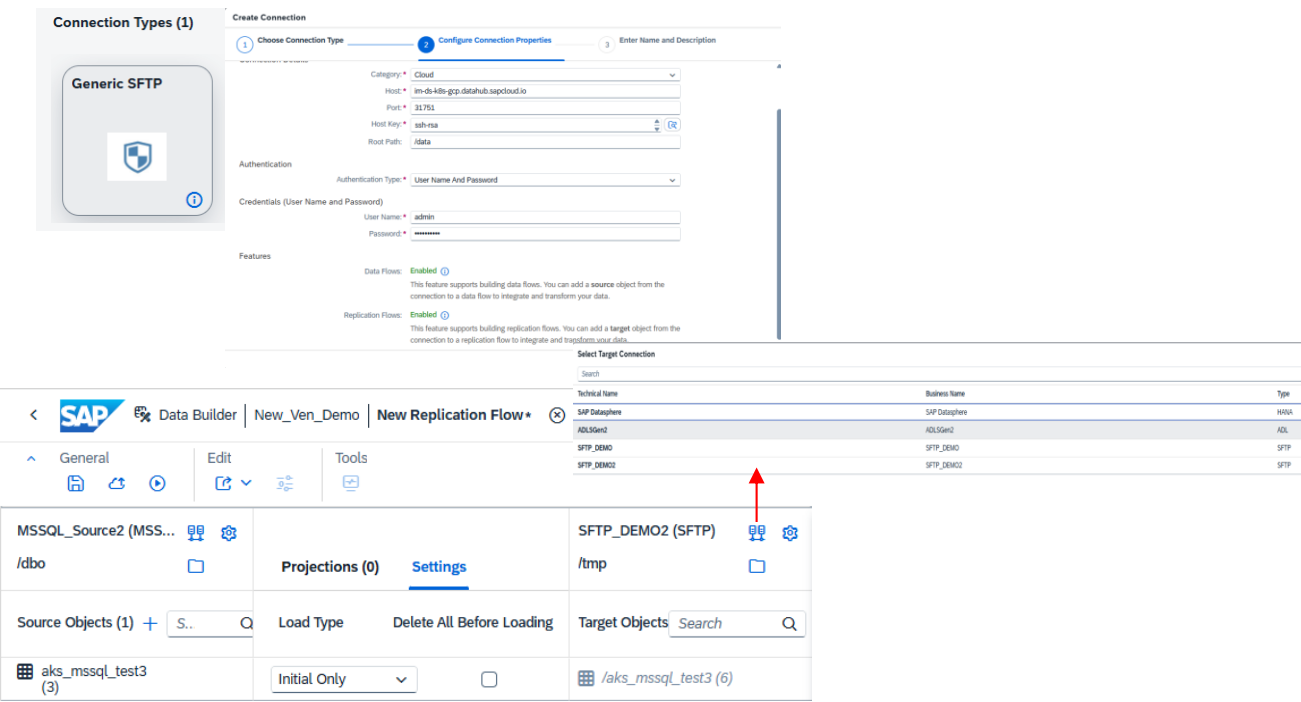 Connection Types (1)
Generic SFTP
Create Connection
1 Choose Connection Type
2 Configure Connection Properties
3 Enter Name and Description
Connection Details
Category:* Cloud
Host:* im-ds-k8s-gcp.datahub.sapcloud.io
Port:* 31751
Host Key:* ssh-rsa
Root Path: /data
Authentication
Authentication Type:* User Name And Password
Credentials (User Name and Password)
User Name:* admin
Password:* ••••••••••
Features
Data Flows: Enabled
This feature supports building data flows. You can add a source object from the
connection to a data flow to integrate and transform your data.
Replication Flows: Enabled
This feature supports building replication flows. You can add a target object from the
connection to a replication flow to integrate and transform your data.
Select Target Connection
Search
Technical Name Business Name Type
SAP Datasphere SAP Datasphere HANA
ADLSGen2 ADLSGen2 ADL
SFTP_DEMO SFTP_DEMO SFTP
SFTP_DEMO2 SFTP_DEMO2 SFTP
SAP Data Builder New_Ven_Demo New Replication Flow*
General Edit Tools
MSSQL_Source2 (MSS... SFTP_DEMO2 (SFTP)
/dbo Projections (0) Settings /tmp
Source Objects (1) + S.. Load Type Delete All Before Loading Target Objects Search
aks_mssql_test3 Initial Only /aks_mssql_test3 (6)
(3)